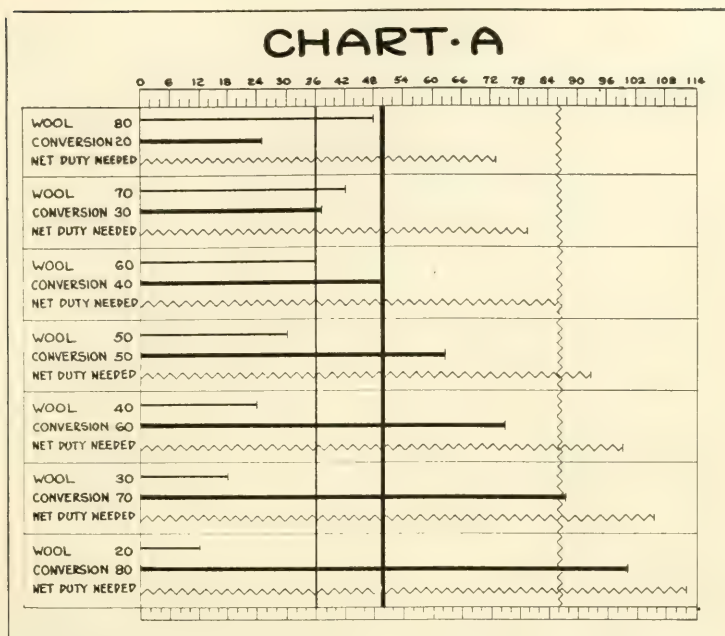 CHART·A
0 6 12 18 24 30 36 42 48 54 60 66 72 78 84 90 96 102 108 114
WOOL 80
CONVERSION 20
NET DUTY NEEDED
WOOL 70
CONVERSION 30
NET DUTY NEEDED
WOOL 60
CONVERSION 40
NET DUTY NEEDED
WOOL 50
CONVERSION 50
NET DUTY NEEDED
WOOL 40
CONVERSION 60
NET DUTY NEEDED
WOOL 30
CONVERSION 70
NET DUTY NEEDED
WOOL 20
CONVERSION 80
NET DUTY NEEDED